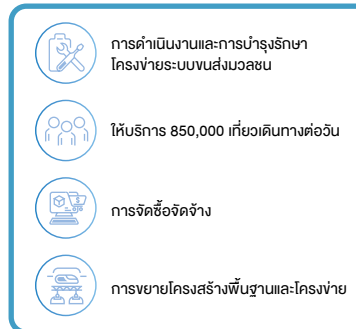 การดำเนินงานและการบำรุงรักษา
โครงข่ายระบบขนส่งมวลชน
ให้บริการ 850,000 เที่ยวเดินทางต่อวัน
การจัดซื้อจัดจ้าง
การขยายโครงสร้างพื้นฐานและโครงข่าย